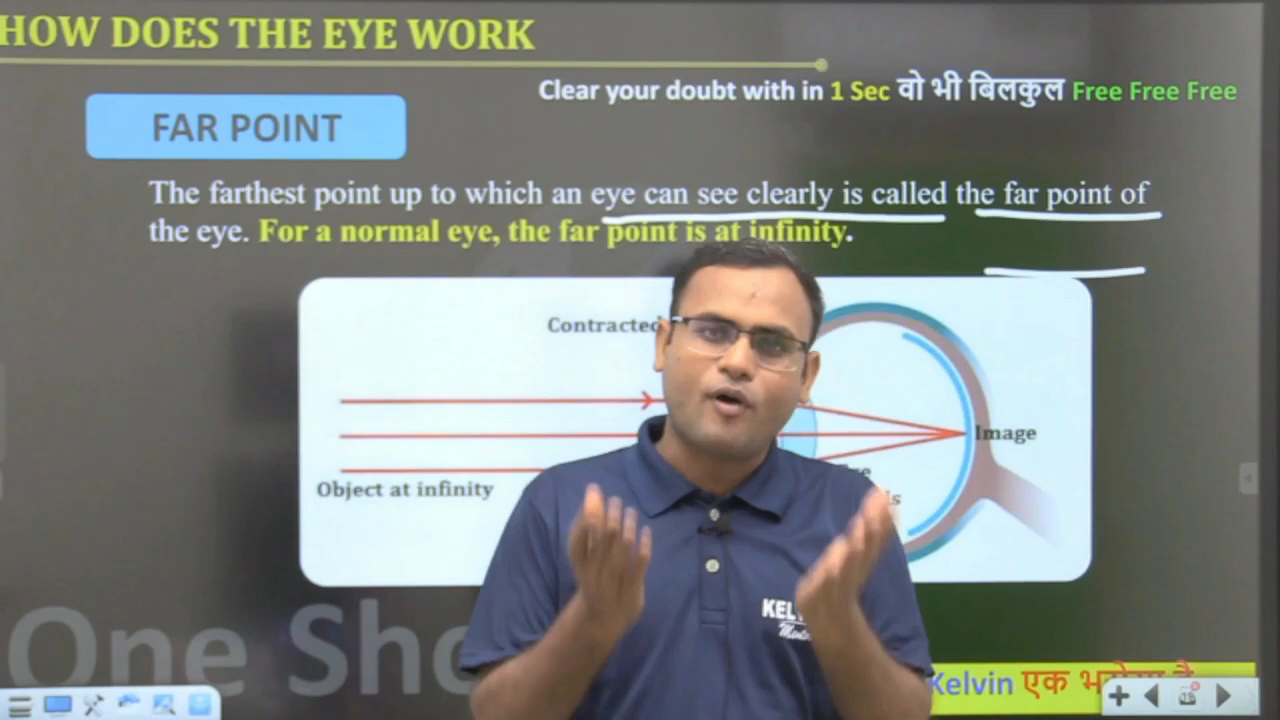 HOW DOES THE EYE WORK
Clear your doubt with in 1 Sec वो भी बिलकुल Free Free Free
FAR POINT
The farthest point up to which an eye can see clearly is called the far point of
the eye. For a normal eye, the far point is at infinity.
Contracted
Image
Object at infinity
One
Kelvin एक